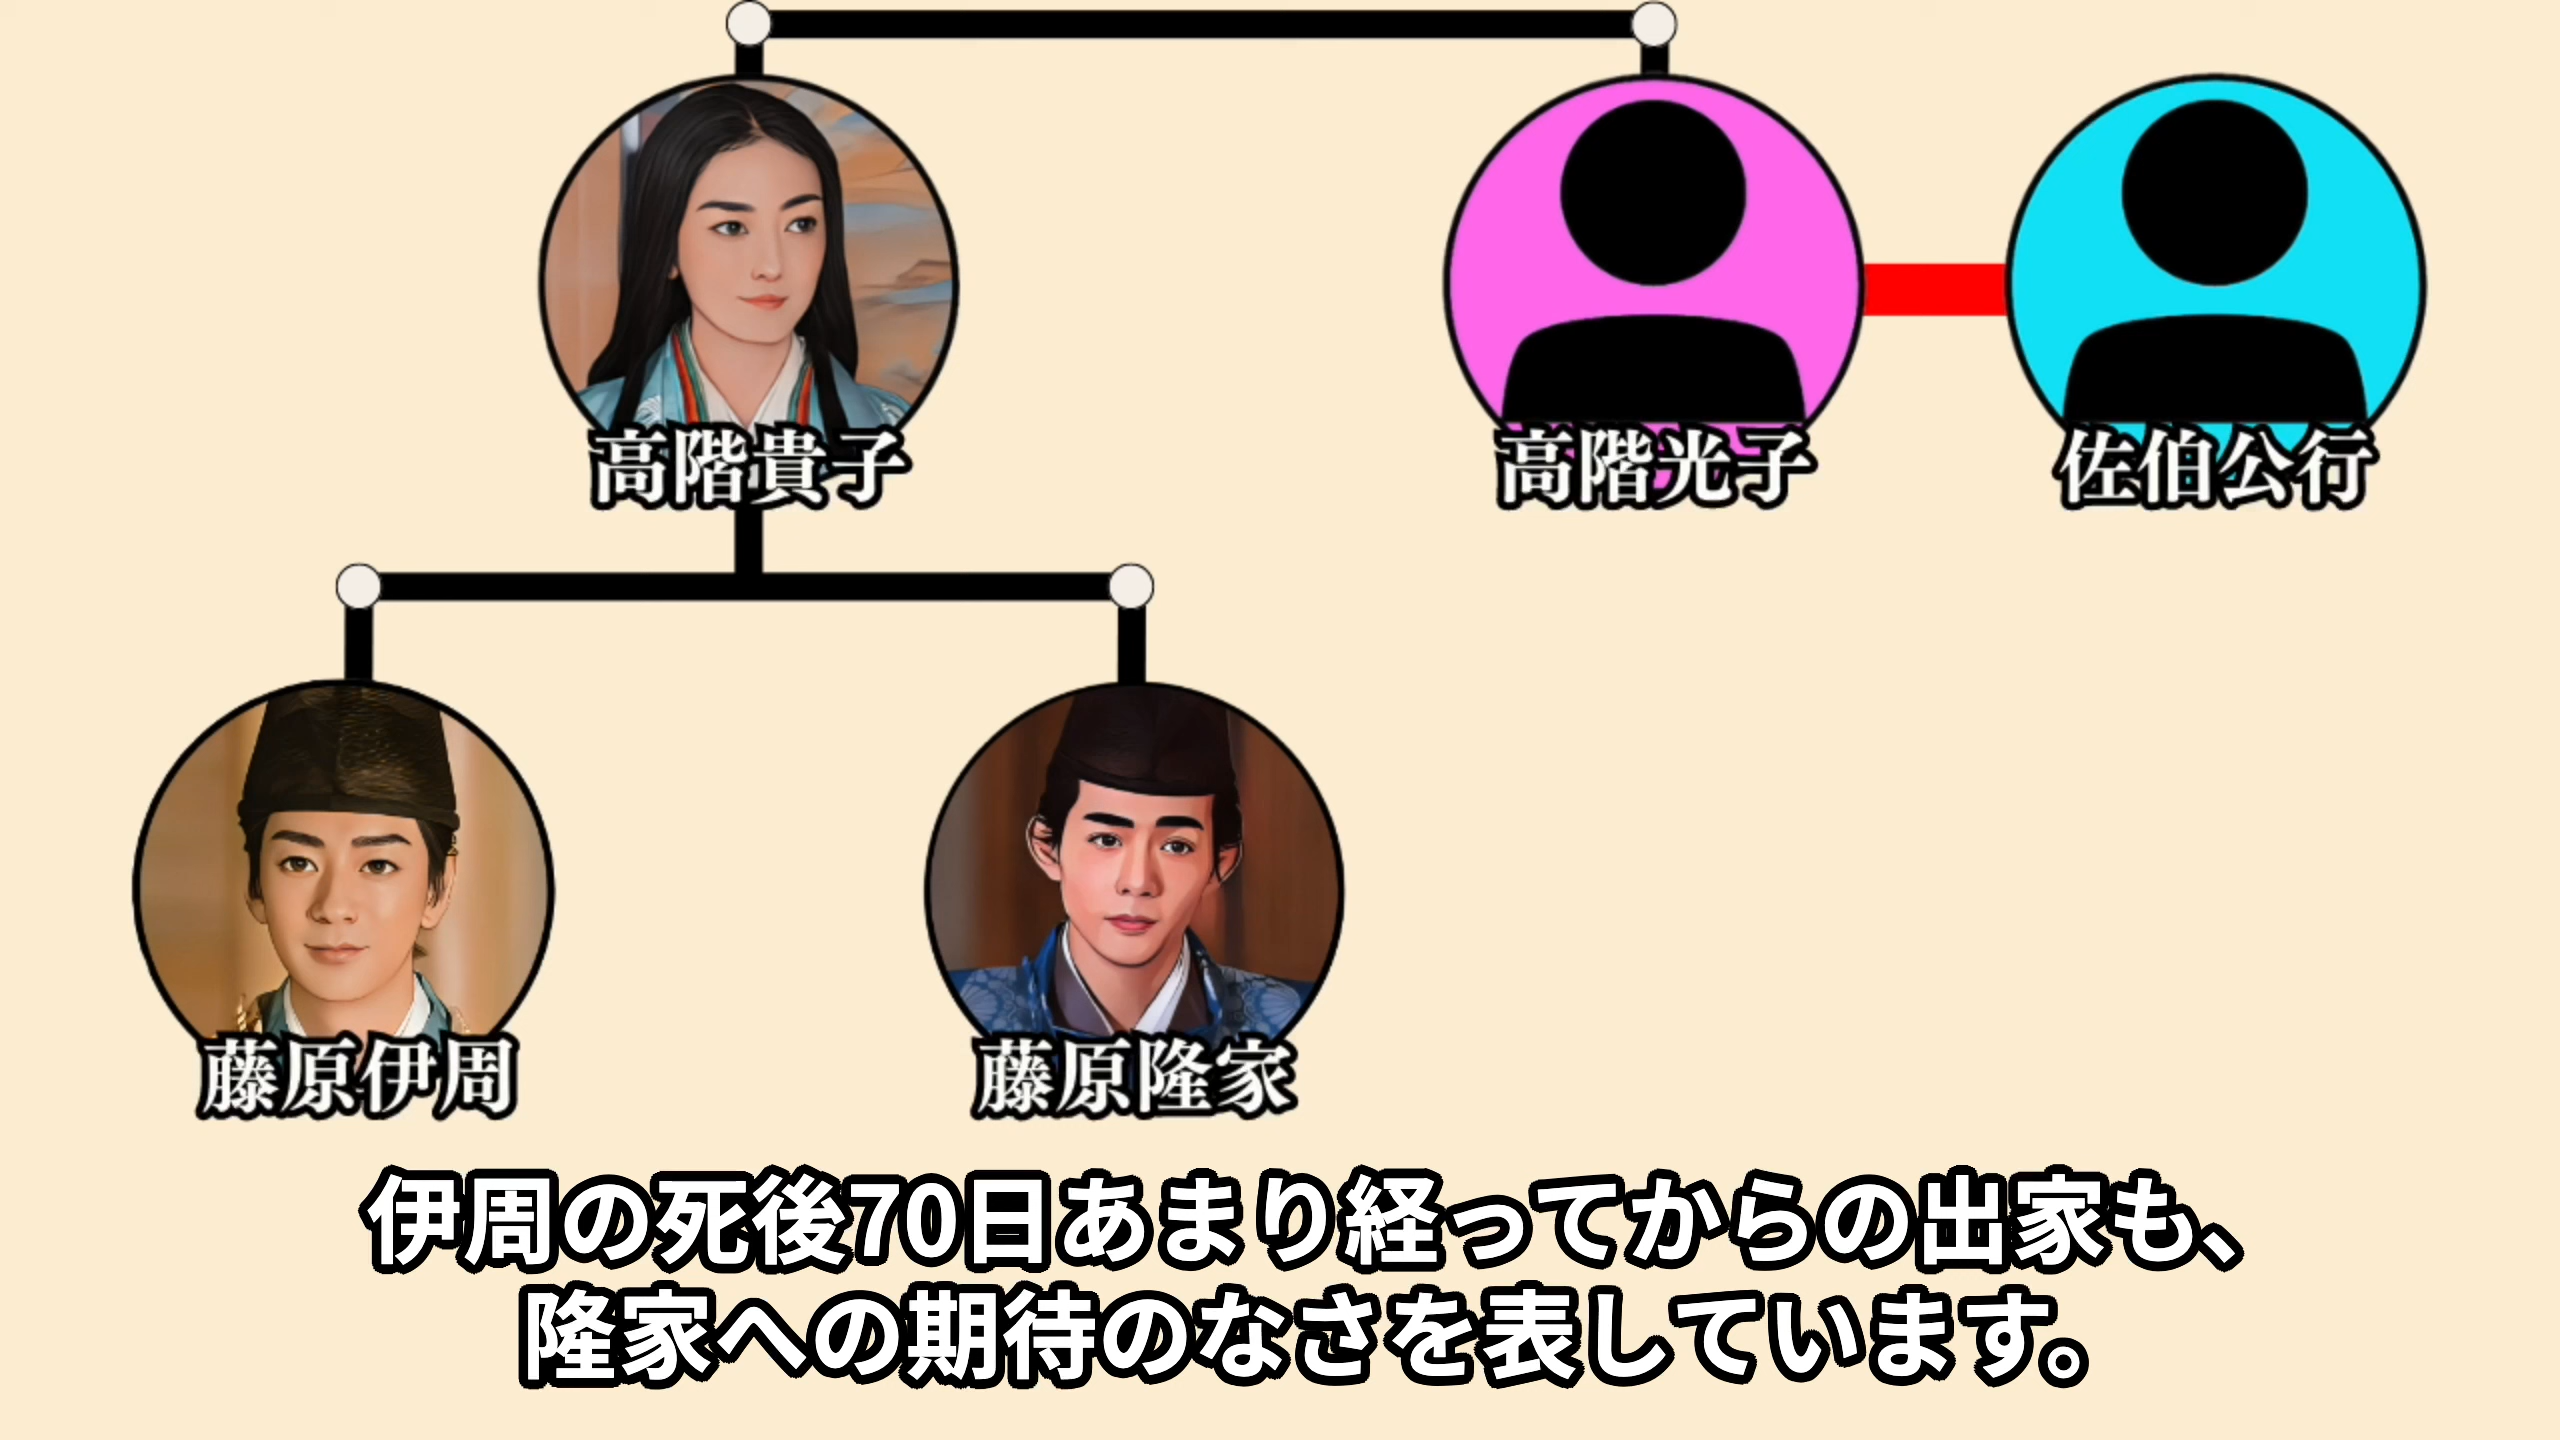 高階貴子
高階光子
佐伯公行
藤原伊周
藤原隆家
伊周の死後70日あまり経ってからの出家も、
隆家への期待のなさを表しています。